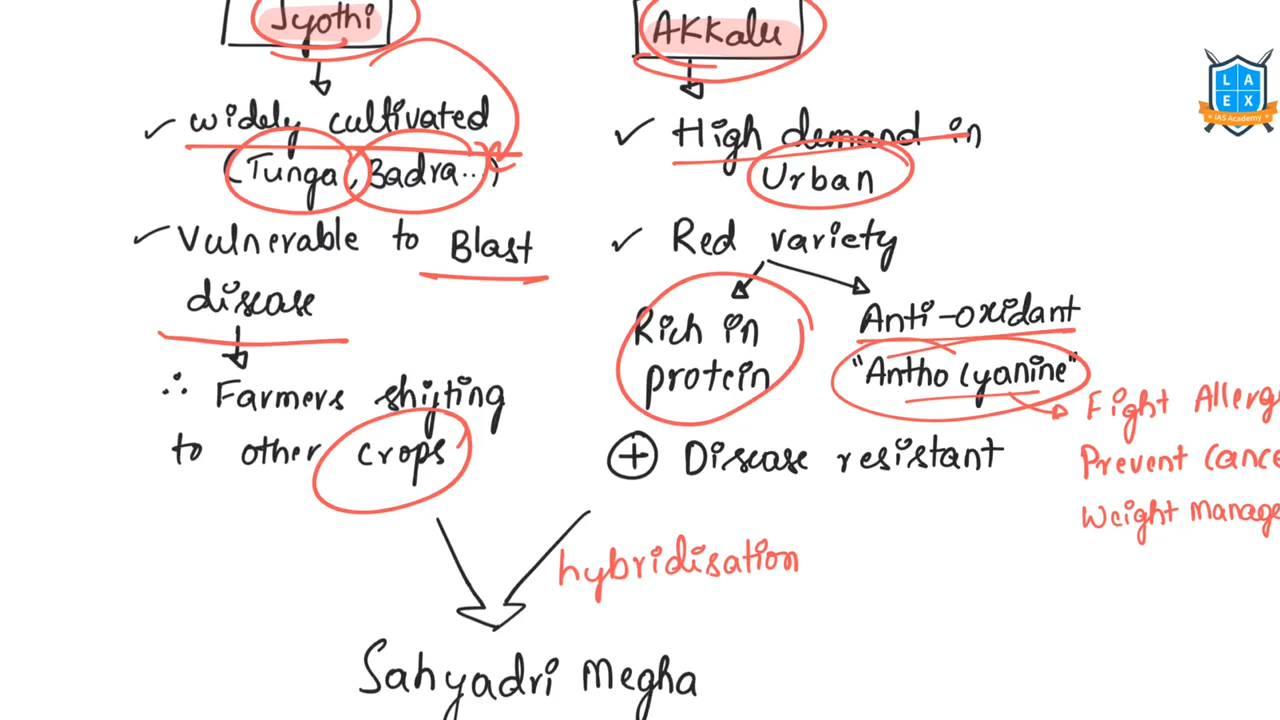 Jyothi
widely cultivated
(Tunga, Badra...)
Vulnerable to Blast
disease
∴ Farmers shifting
to other crops
AKKalu
High demand in
Urban
Red variety
Rich in
protein
Anti-oxidant
"Antho cyanine"
Fight Allerg
Prevent Cance
Weight Manage
+ Disease resistant
hybridisation
Sahyadri Megha
LA
EX
IAS Academy